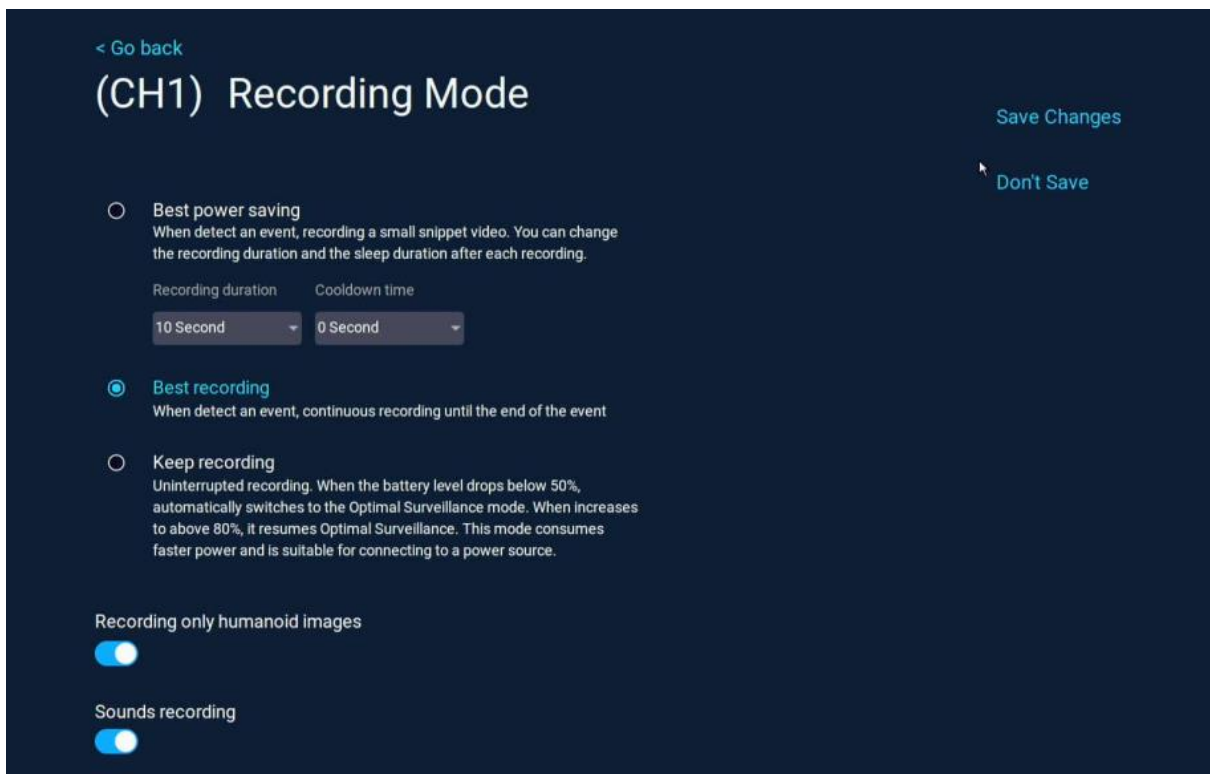 < Go back
(CH1) Recording Mode
Save Changes
Don't Save
Best power saving
When detect an event, recording a small snippet video. You can change
the recording duration and the sleep duration after each recording.
Recording duration Cooldown time
10 Second 0 Second
Best recording
When detect an event, continuous recording until the end of the event
Keep recording
Uninterrupted recording. When the battery level drops below 50%,
automatically switches to the Optimal Surveillance mode. When increases
to above 80%, it resumes Optimal Surveillance. This mode consumes
faster power and is suitable for connecting to a power source.
Recording only humanoid images
Sounds recording